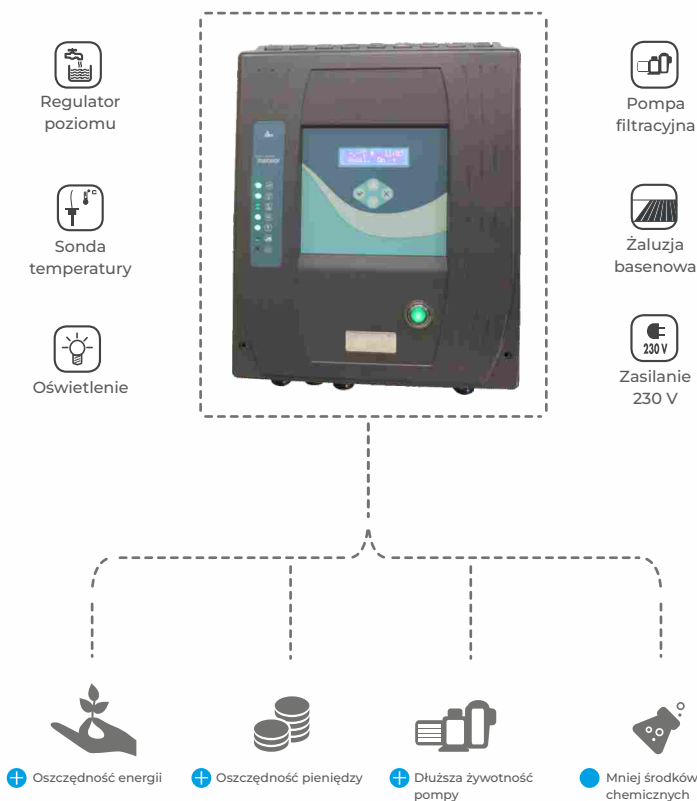 Regulator
poziomu
Sonda
temperatury
°C
Oświetlenie
Pompa
filtracyjna
Żaluzja
basenowa
230 V
Zasilanie
230 V
Oszczędność energii
Oszczędność pieniędzy
Dłuższa żywotność
pompy
Mniej środków
chemicznych